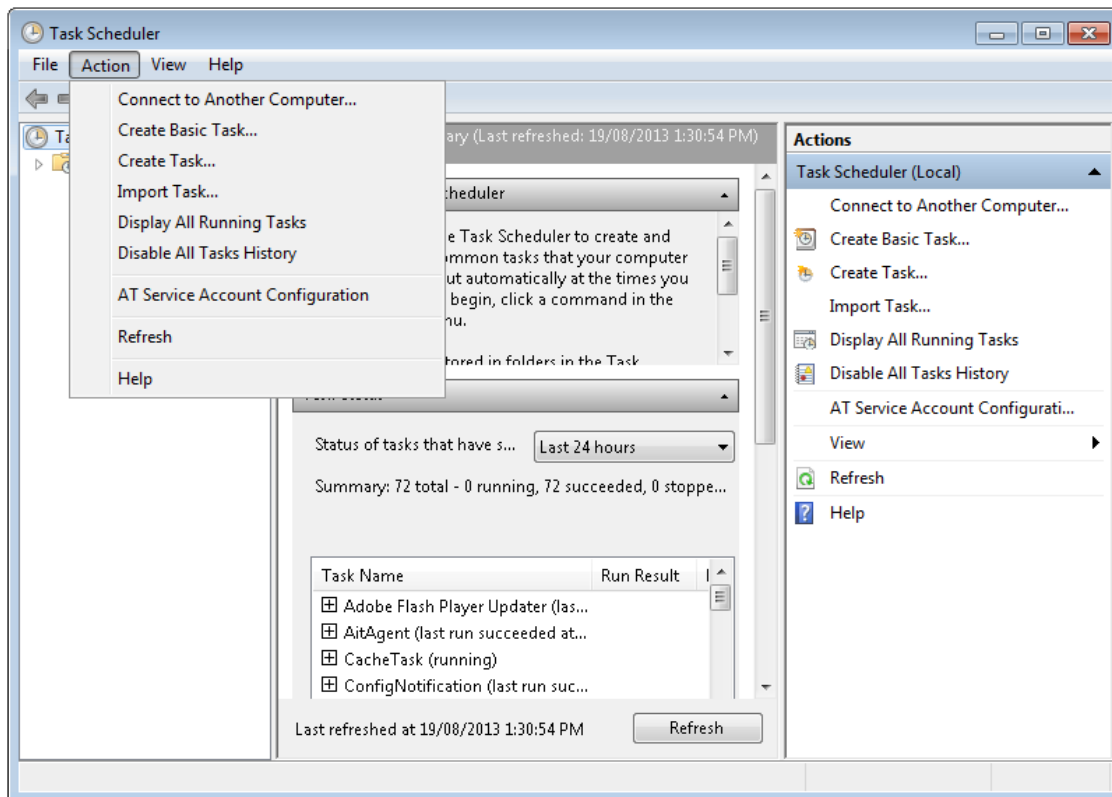 Task Scheduler
File Action View Help
Connect to Another Computer...
Create Basic Task...
Create Task...
Import Task...
Display All Running Tasks
Disable All Tasks History
AT Service Account Configuration
Refresh
Help
Ta
ary (Last refreshed: 19/08/2013 1:30:54 PM)
cheduler
e Task Scheduler to create and
ommon tasks that your computer
ut automatically at the times you
begin, click a command in the
nu.
tored in folders in the Task
Status of tasks that have s... Last 24 hours
Summary: 72 total - 0 running, 72 succeeded, 0 stoppe...
Task Name Run Result
Adobe Flash Player Updater (las...
AitAgent (last run succeeded at...
CacheTask (running)
ConfigNotification (last run suc...
Last refreshed at 19/08/2013 1:30:54 PM Refresh
Actions
Task Scheduler (Local)
Connect to Another Computer...
Create Basic Task...
Create Task...
Import Task...
Display All Running Tasks
Disable All Tasks History
AT Service Account Configurati...
View
Refresh
Help